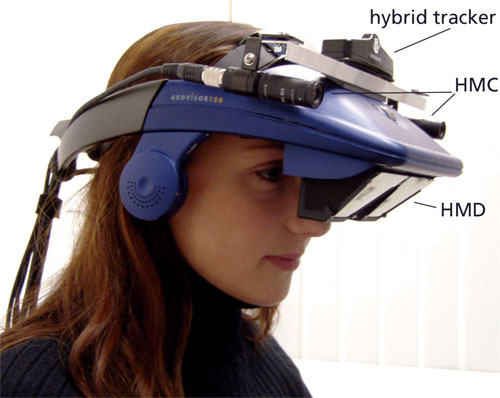 hybrid tracker
HMC
ADDVISOR150
HMD